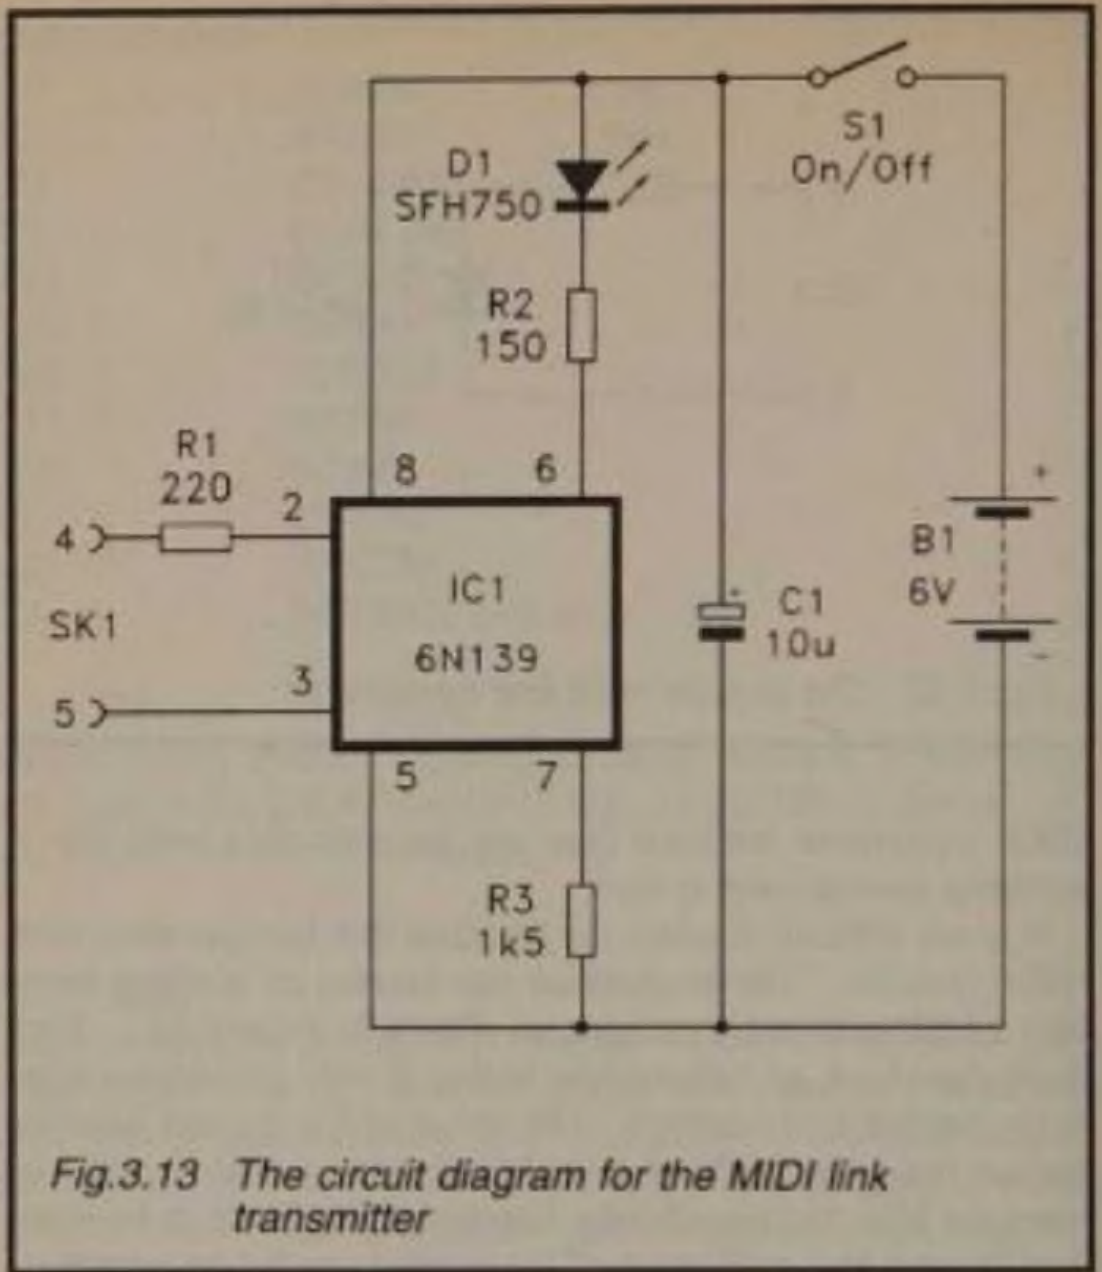 S1
On/Off
D1
SFH750
R2
150
R1
220
8 6
2
4
+
B1
6V
IC1
6N139
C1
10u
+
SK1
3
5
-
5 7
R3
1k5
Fig.3.13 The circuit diagram for the MIDI link
transmitter